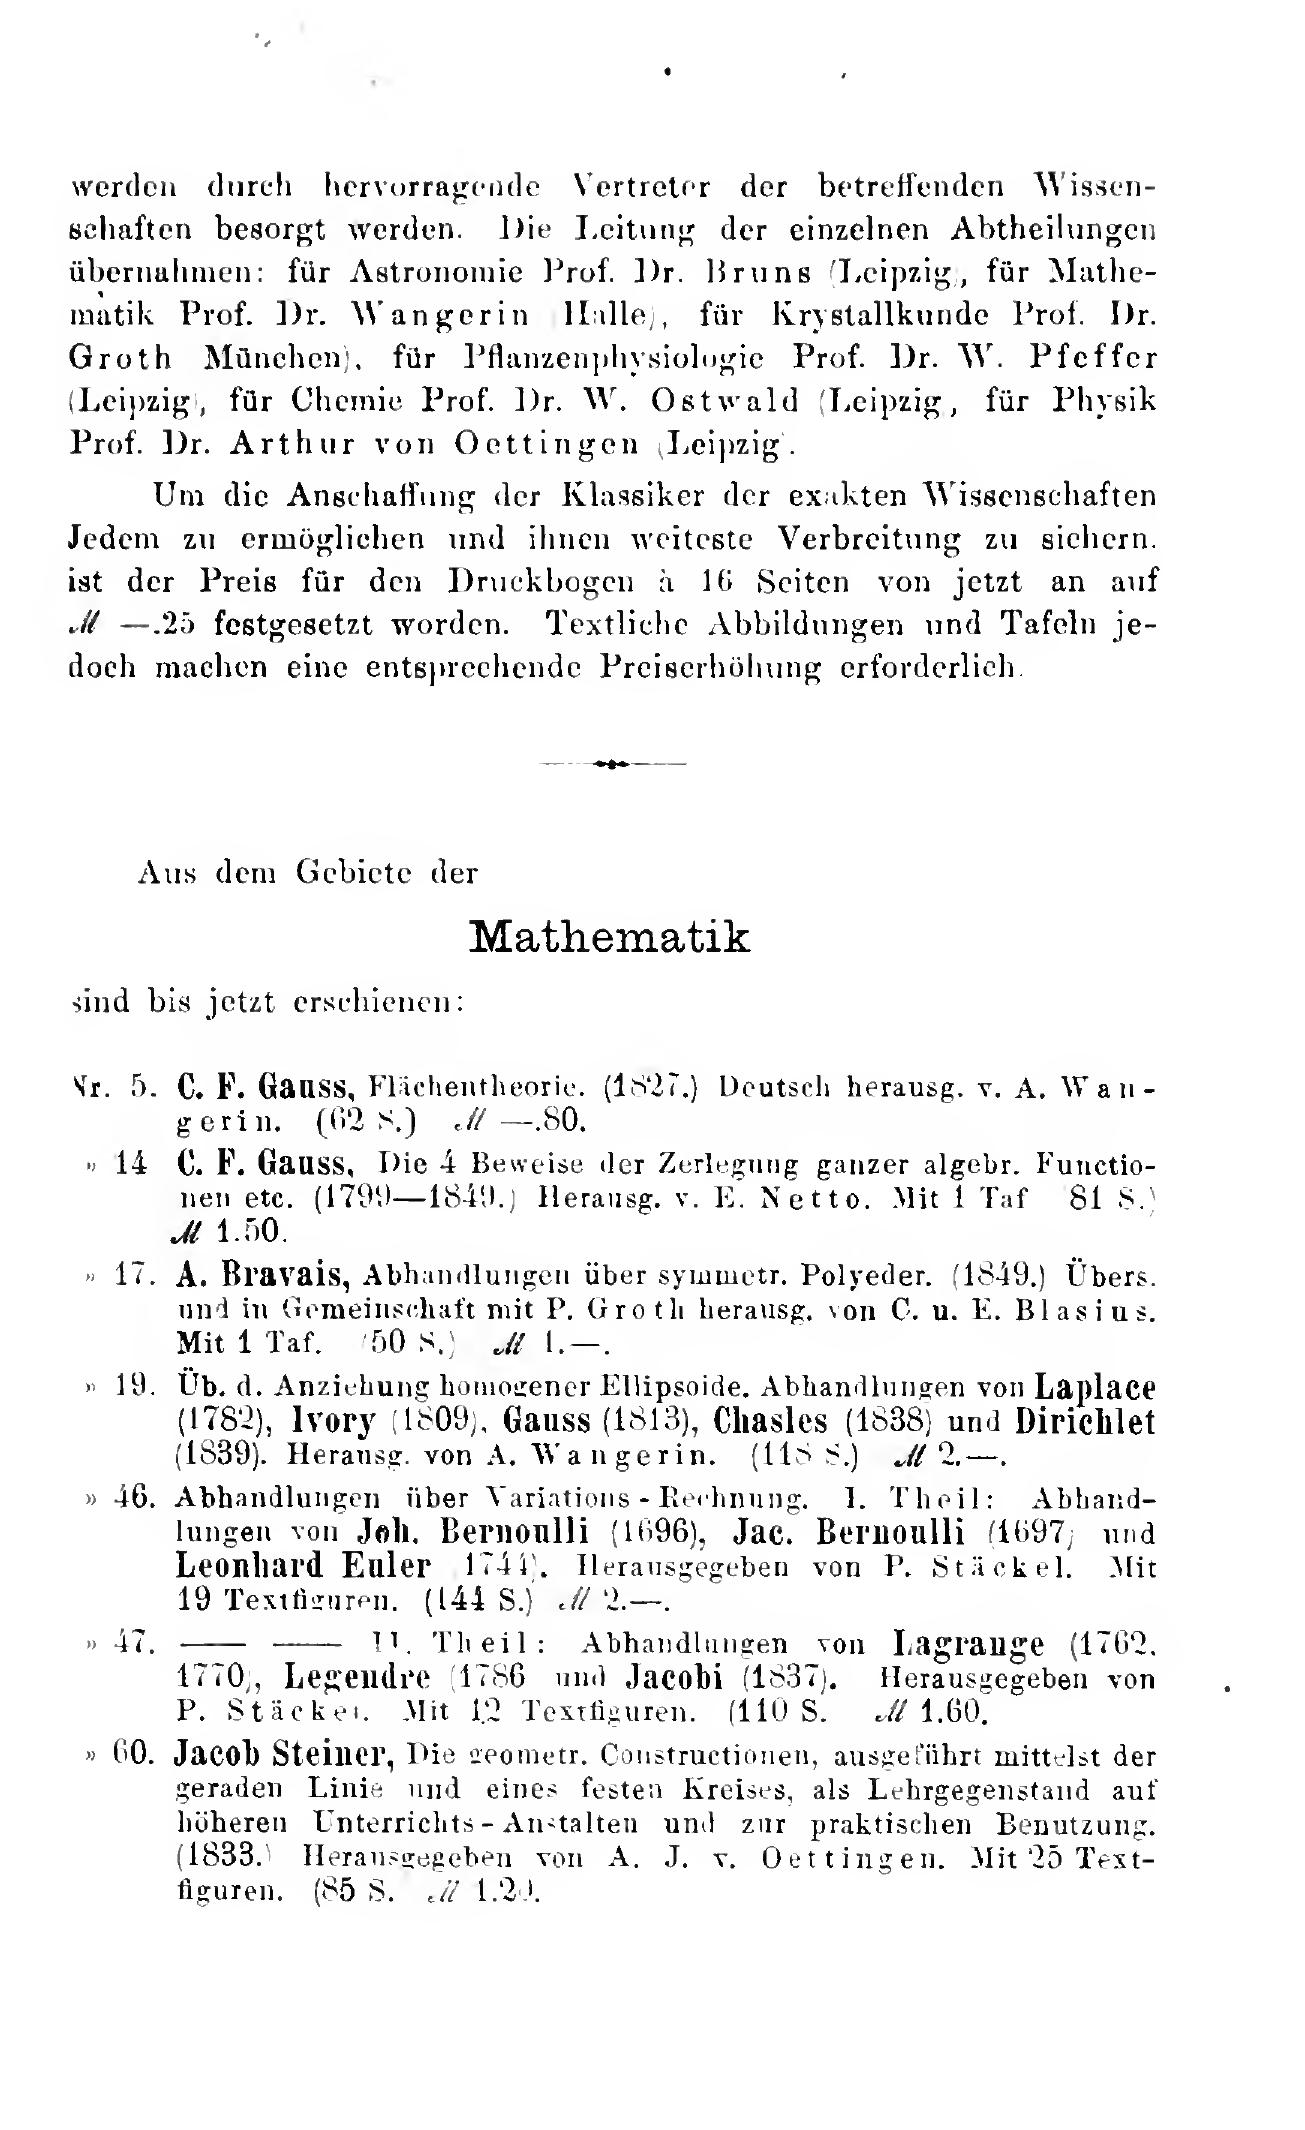 werden durch hervorragende Vertreter der betreffenden Wissen-
schaften besorgt werden. Die Leitung der einzelnen Abtheilungen
übernahmen: für Astronomie Prof. Dr. Bruns (Leipzig), für Mathe-
matik Prof. Dr. Wangerin Halle), für Krystallkunde Prof. Dr.
Groth München), für Pflanzenphysiologie Prof. Dr. W. Pfeffer
(Leipzig), für Chemie Prof. Dr. W. Ostwald (Leipzig, für Physik
Prof. Dr. Arthur von Oettingen (Leipzig).
Um die Anschaffung der Klassiker der exakten Wissenschaften
Jedem zu ermöglichen und ihnen weiteste Verbreitung zu sichern.
ist der Preis für den Druckbogen à 16 Seiten von jetzt an auf
ℳ —.25 festgesetzt worden. Textliche Abbildungen und Tafeln je-
doch machen eine entsprechende Preiserhöhung erforderlich.
Aus dem Gebiete der
Mathematik
sind bis jetzt erschienen:
Nr. 5. C. F. Gauss, Flächentheorie. (1827.) Deutsch herausg. v. A. Wan-
gerin. (62 S.) ℳ —.80.
» 14 C. F. Gauss, Die 4 Beweise der Zerlegung ganzer algebr. Functio-
nen etc. (1799—1849.) Herausg. v. E. Netto. Mit 1 Taf 81 S.)
ℳ 1.50.
» 17. A. Bravais, Abhandlungen über symmetr. Polyeder. (1849.) Übers.
und in Gemeinschaft mit P. Groth herausg. von C. u. E. Blasius.
Mit 1 Taf. (50 S.) ℳ 1.—.
» 19. Üb. d. Anziehung homogener Ellipsoide. Abhandlungen von Laplace
(1782), Ivory (1809), Gauss (1813), Chasles (1838) und Dirichlet
(1839). Herausg. von A. Wangerin. (118 S.) ℳ 2.—.
» 46. Abhandlungen über Variations-Rechnung. I. Theil: Abhand-
lungen von Joh. Bernoulli (1696), Jac. Bernoulli (1697) und
Leonhard Euler 1744). Herausgegeben von P. Stäckel. Mit
19 Textfiguren. (144 S.) ℳ 2.—.
» 47. —— —— II. Theil: Abhandlungen von Lagrange (1762.
1770), Legendre (1786 und Jacobi (1837). Herausgegeben von
P. Stäckel. Mit 12 Textfiguren. (110 S. ℳ 1.60.
» 60. Jacob Steiner, Die geometr. Constructionen, ausgeführt mittelst der
geraden Linie und eines festen Kreises, als Lehrgegenstand auf
höheren Unterrichts-Anstalten und zur praktischen Benutzung.
(1833.) Herausgegeben von A. J. v. Oettingen. Mit 25 Text-
figuren. (85 S. ℳ 1.20.